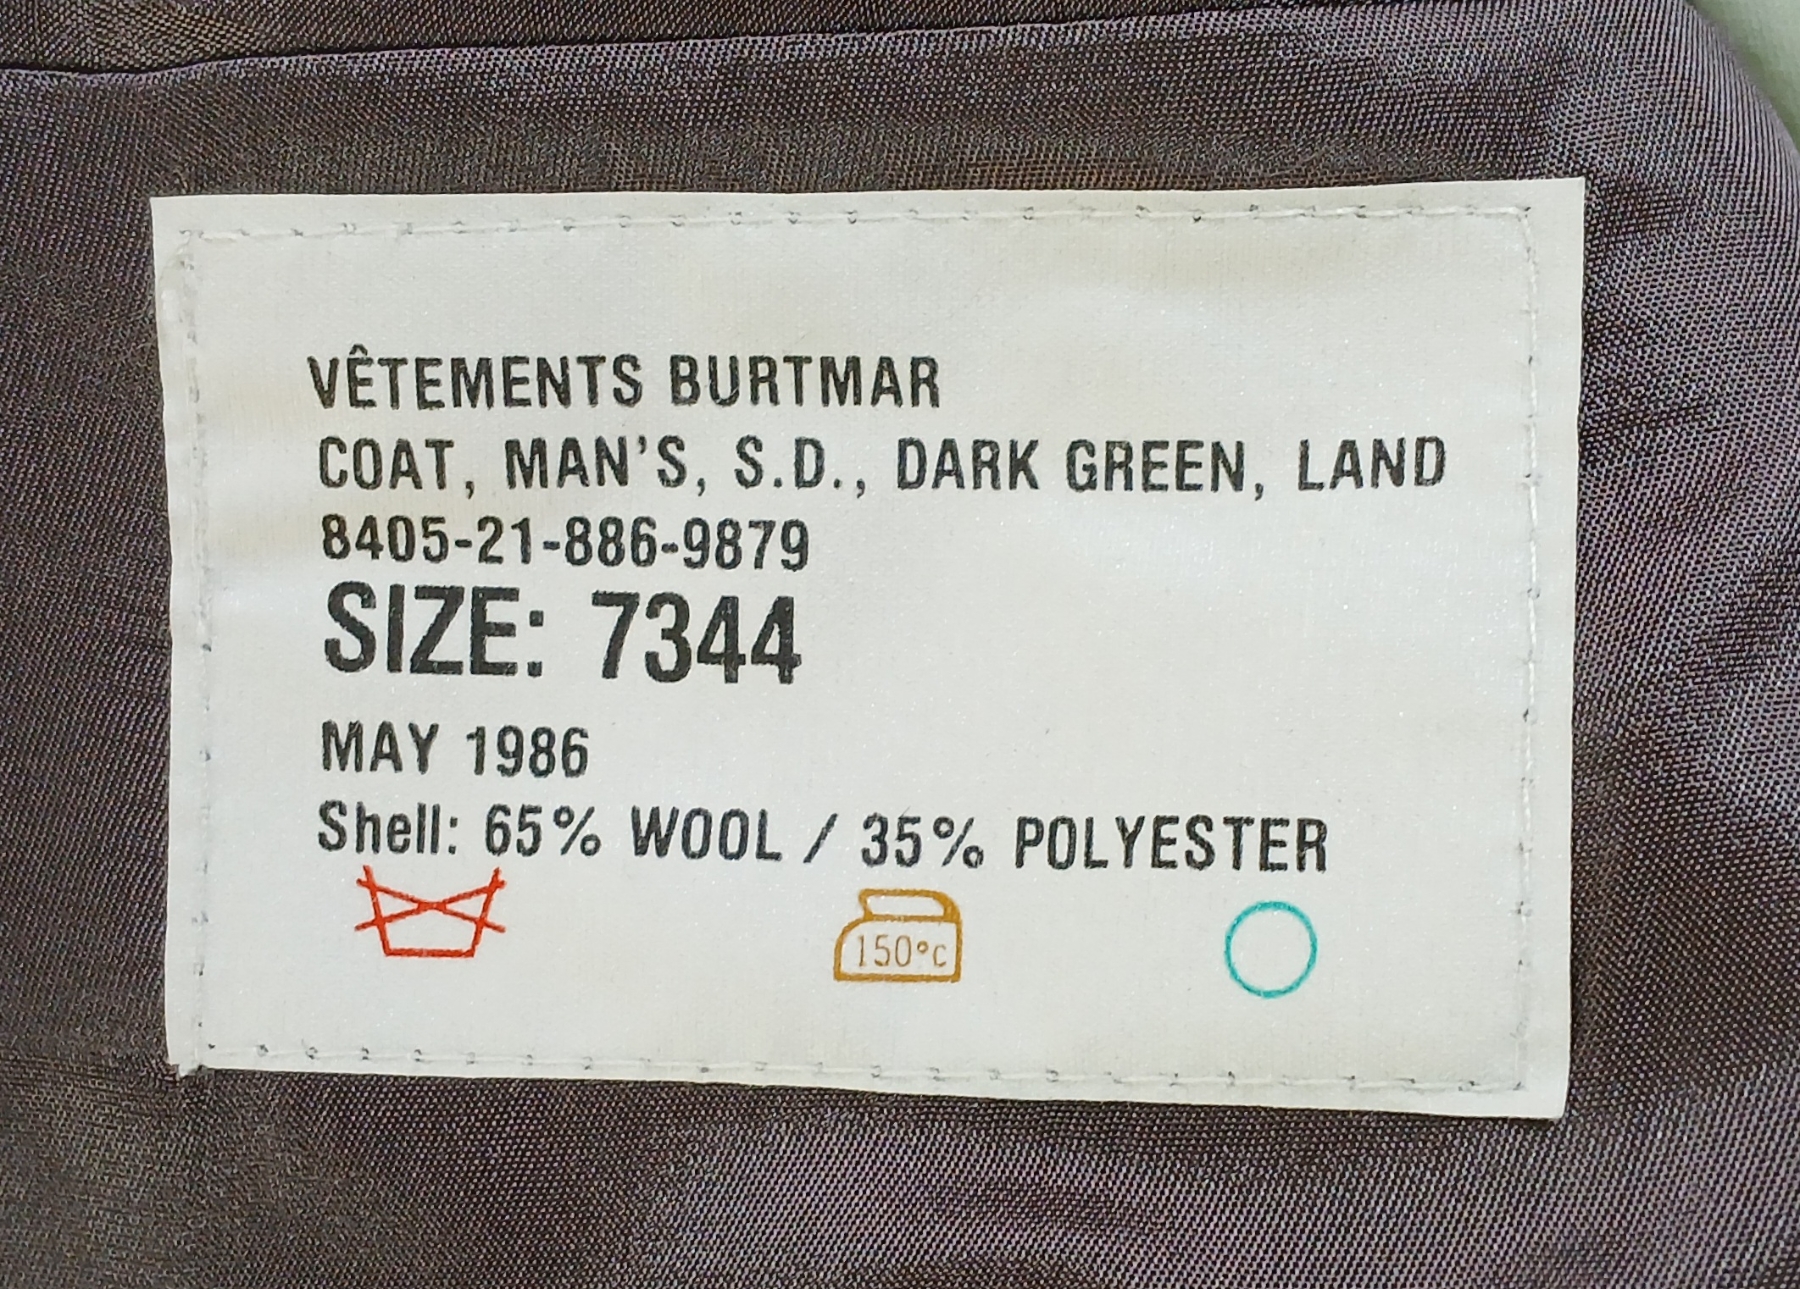 VÊTEMENTS BURTMAR
COAT, MAN'S, S.D., DARK GREEN, LAND
8405-21-886-9879
SIZE: 7344
MAY 1986
Shell: 65% WOOL / 35% POLYESTER
150°C